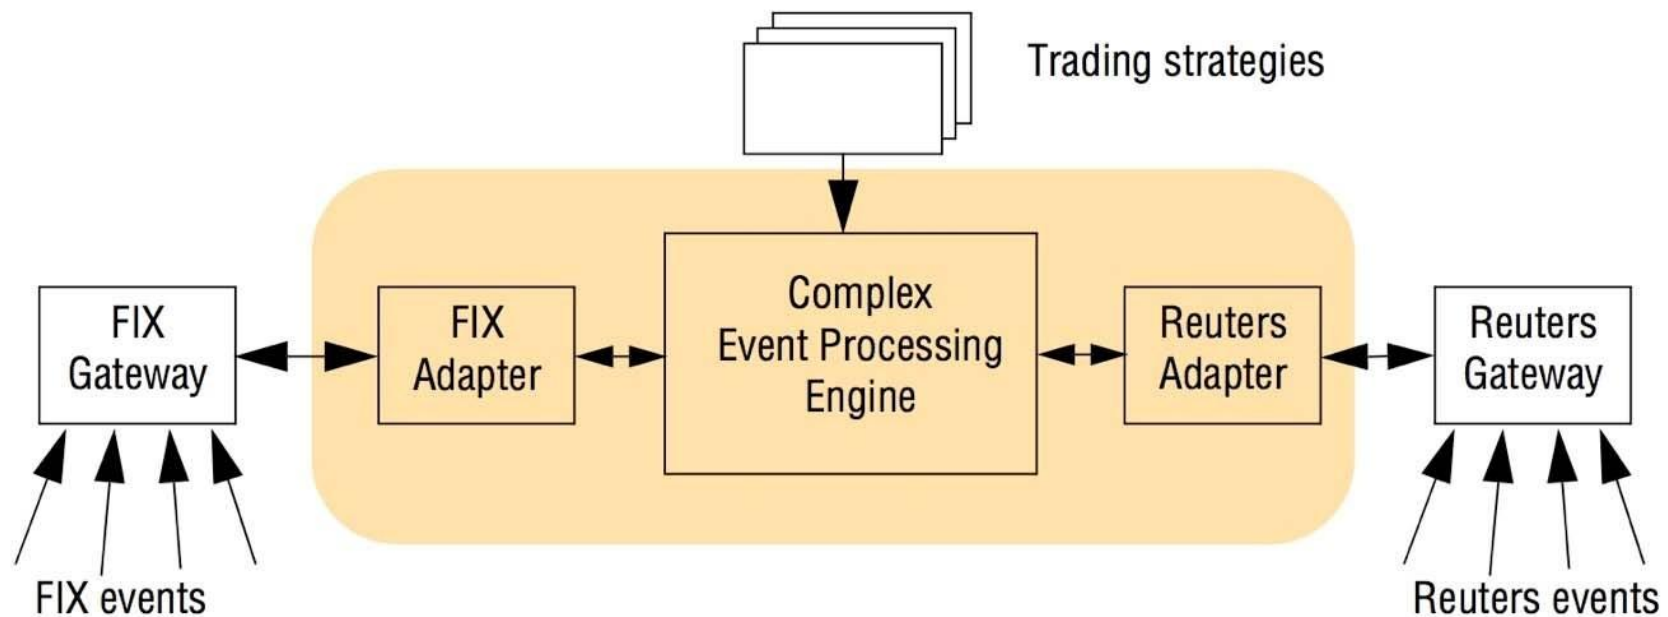 Trading strategies
FIX
Gateway
FIX
Adapter
Complex
Event Processing
Engine
Reuters
Adapter
Reuters
Gateway
FIX events
Reuters events